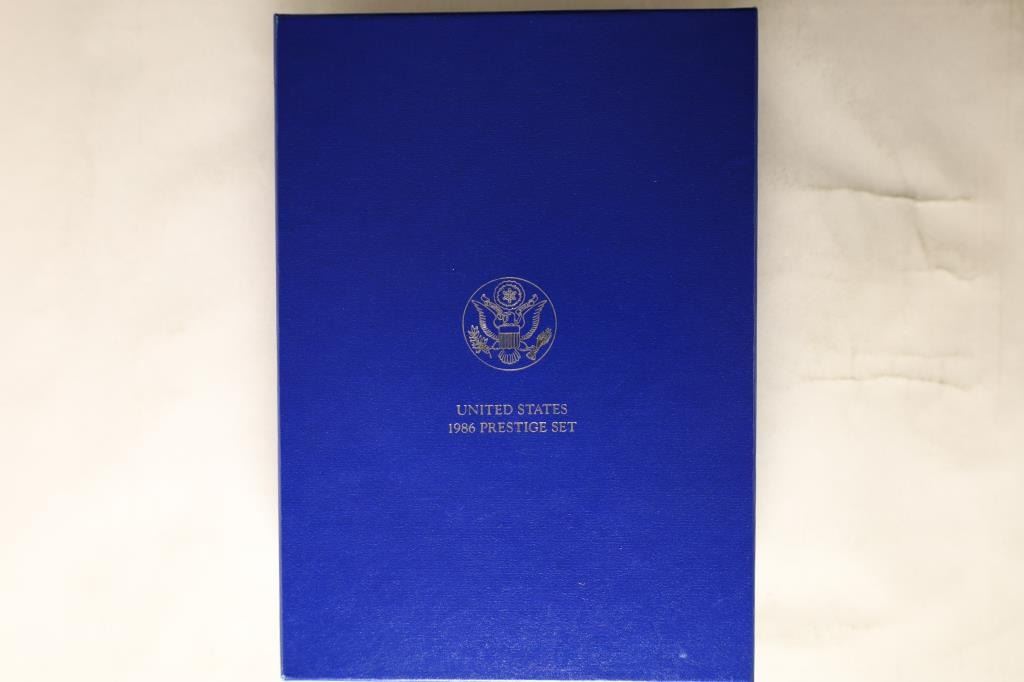 UNITED STATES
1986 PRESTIGE SET